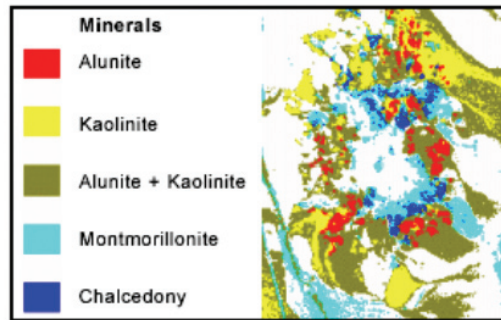 Minerals
Alunite
Kaolinite
Alunite + Kaolinite
Montmorillonite
Chalcedony